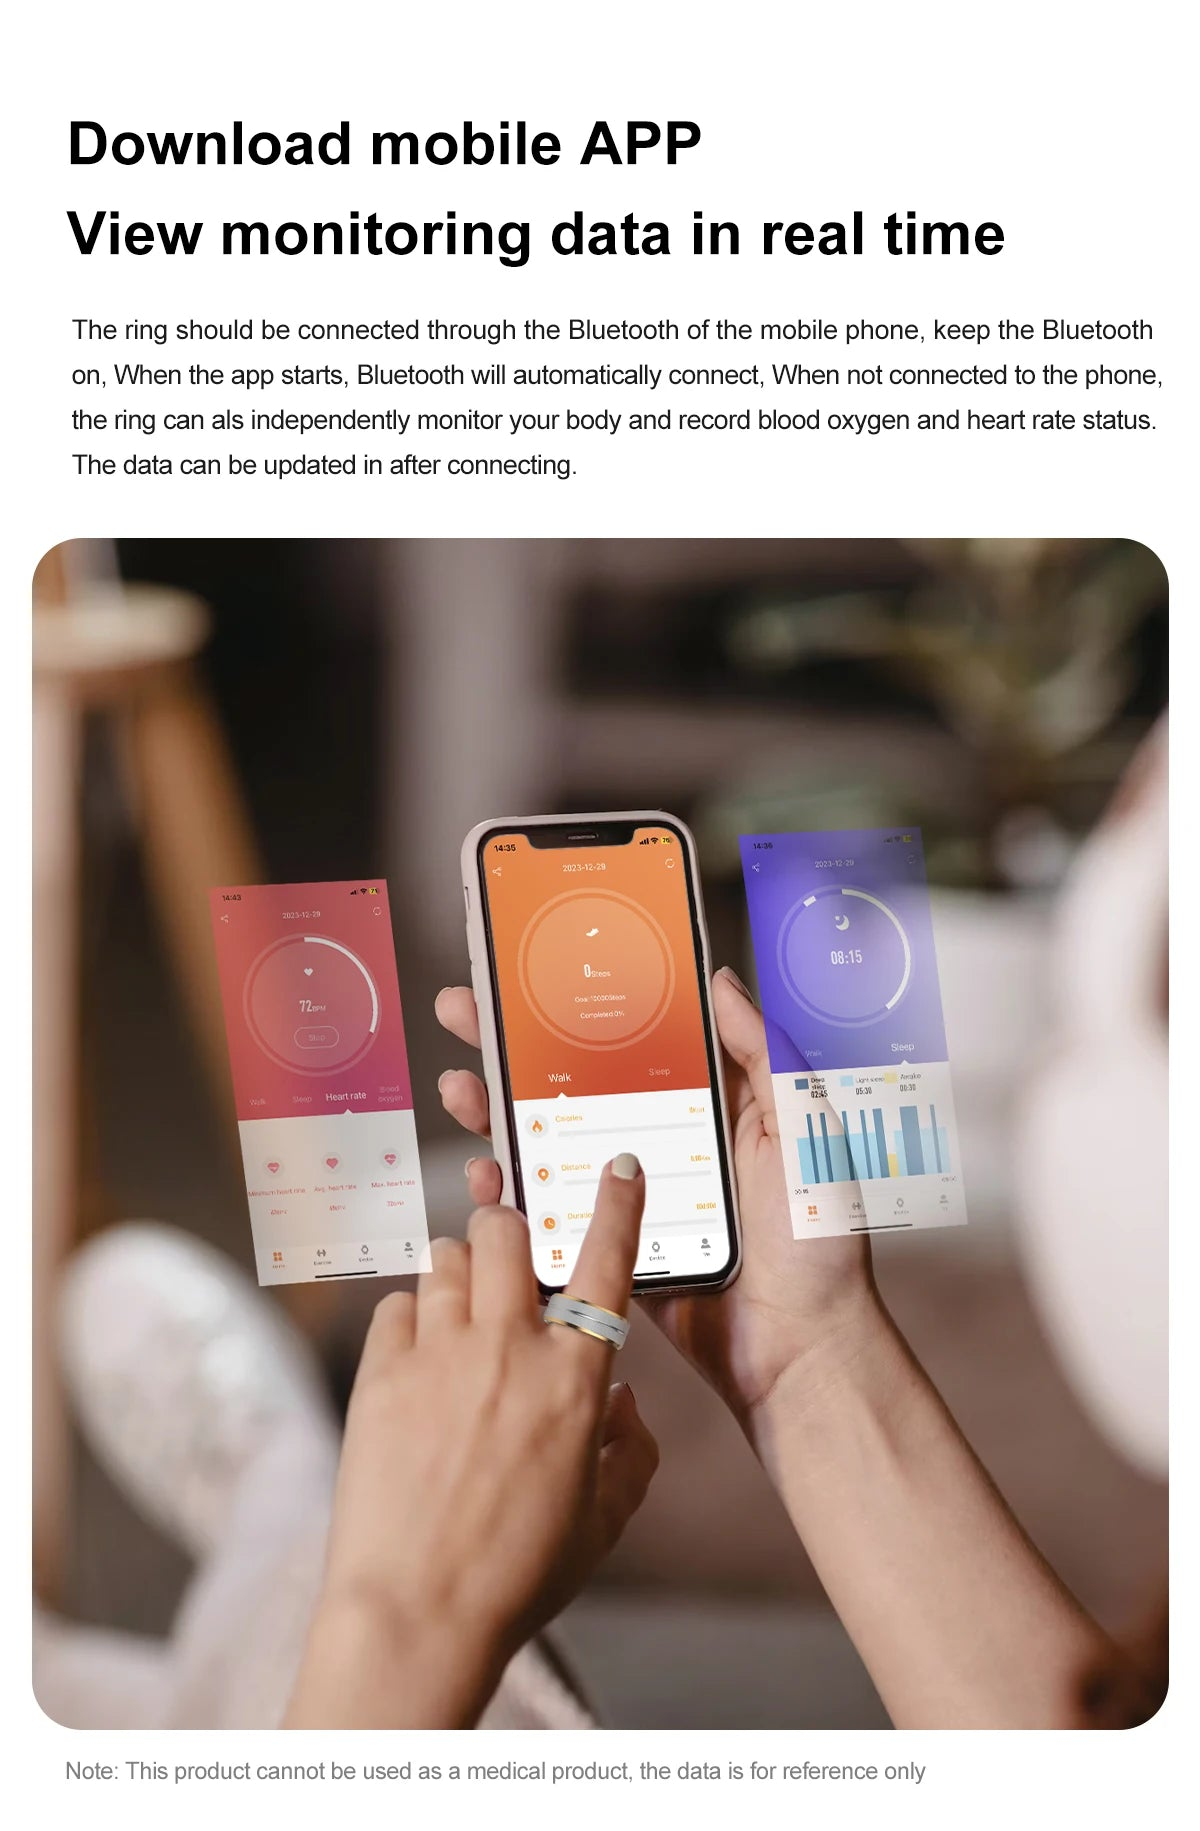 Download mobile APP
View monitoring data in real time
The ring should be connected through the Bluetooth of the mobile phone, keep the Bluetooth
on, When the app starts, Bluetooth will automatically connect, When not connected to the phone,
the ring can als independently monitor your body and record blood oxygen and heart rate status.
The data can be updated in after connecting.
14:43
2023-12-29
72BPM
Stop
Walk Sleep Heart rate Blood oxygen
Minimum heart rate Avg. heart rate Max. heart rate
Home Exercise Device Me
14:35
2023-12-29
0Steps
Goal:10000Steps
Completed 0%
Walk Sleep
Calories
Distance
Duration
Home Device Me
14:36
2023-12-29
08:15
Walk Sleep
Deep sleep Light sleep Awake
02:45 05:30 00:30
Note: This product cannot be used as a medical product, the data is for reference only